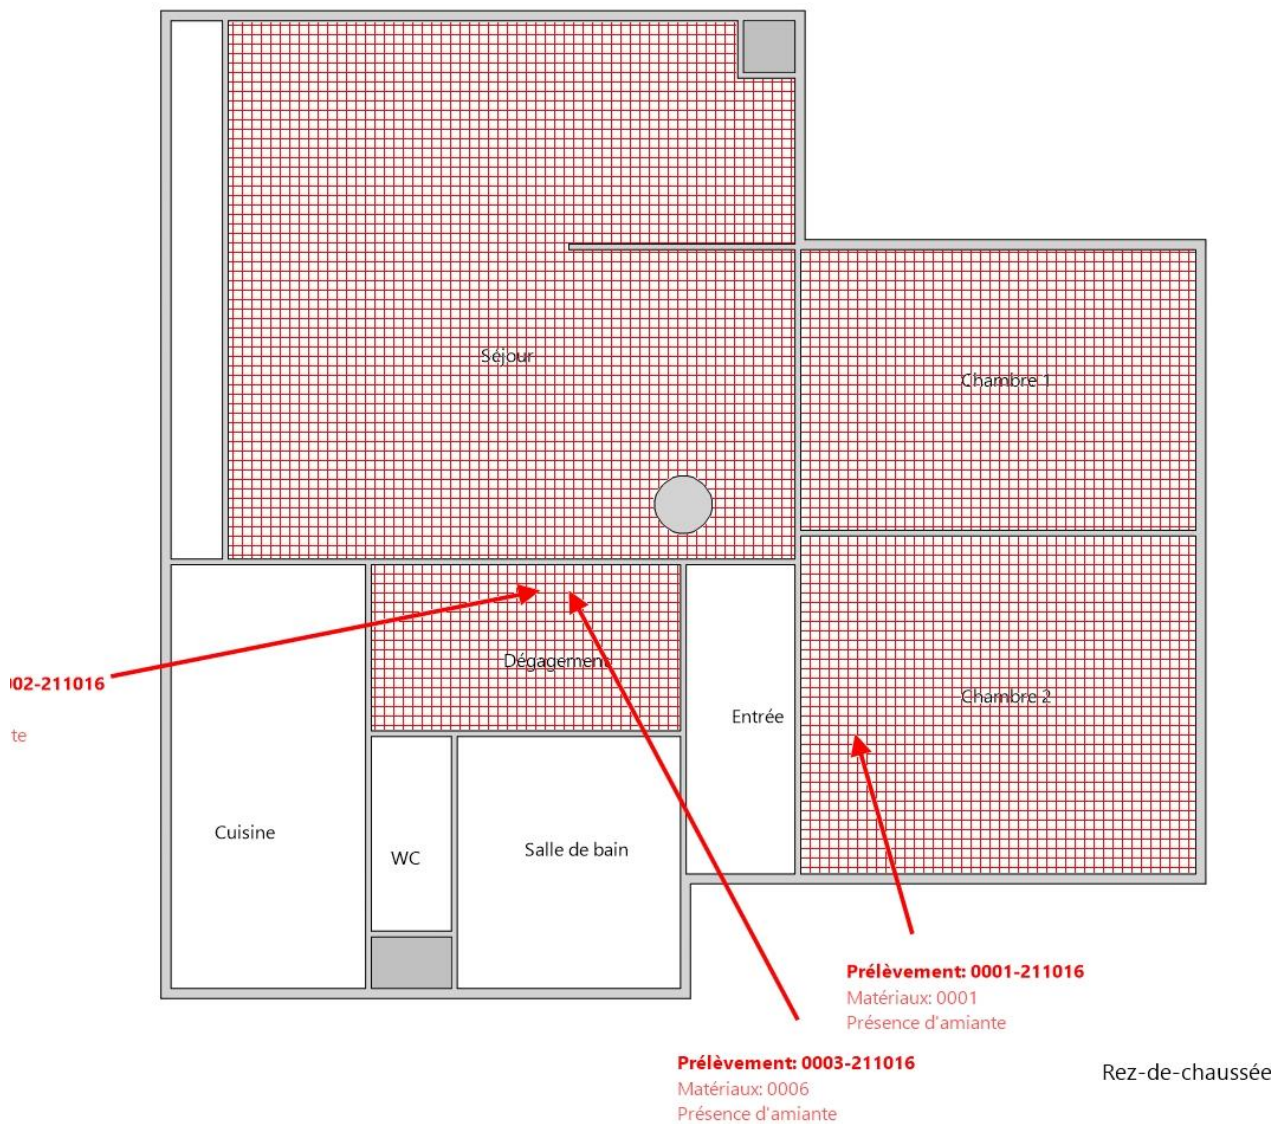 Séjour
Chambre 1
Dégagement
02-211016
Chambre 2
Entrée
te
Cuisine
WC
Salle de bain
Prélèvement: 0001-211016
Matériaux: 0001
Présence d'amiante
Prélèvement: 0003-211016
Matériaux: 0006
Présence d'amiante
Rez-de-chaussée